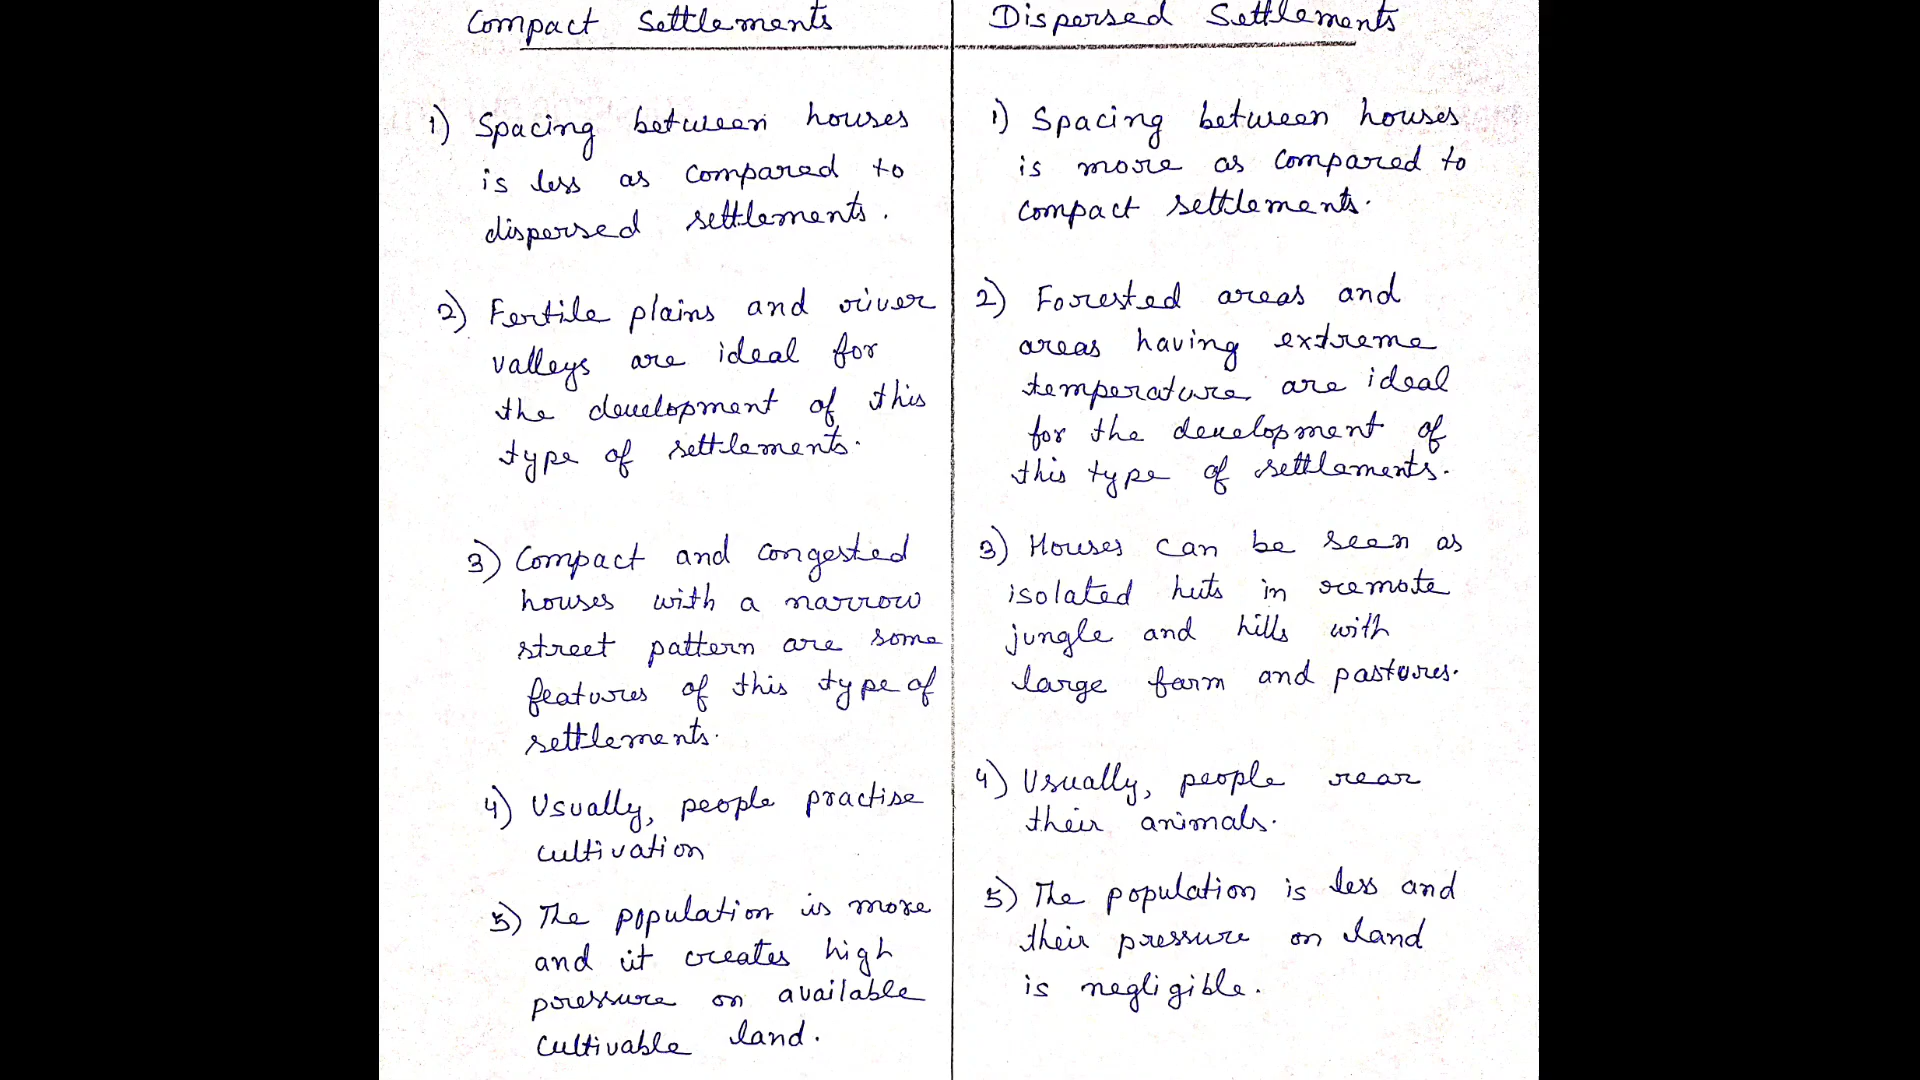 Compact Settlements
1) Spacing between houses
is less as compared to
dispersed settlements.
2) Fertile plains and river
valleys are ideal for
the development of this
type of settlements.
3) Compact and congested
houses with a narrow
street pattern are some
features of this type of
settlements.
4) Usually, people practise
cultivation
5) The population is more
and it creates high
pressure on available
cultivable land.
Dispersed Settlements
1) Spacing between houses
is more as compared to
compact settlements.
2) Forested areas and
areas having extreme
temperature are ideal
for the development of
this type of settlements.
3) Houses can be seen as
isolated huts in remote
jungle and hills with
large farm and pastures.
4) Usually, people rear
their animals.
5) The population is less and
their pressure on land
is negligible.